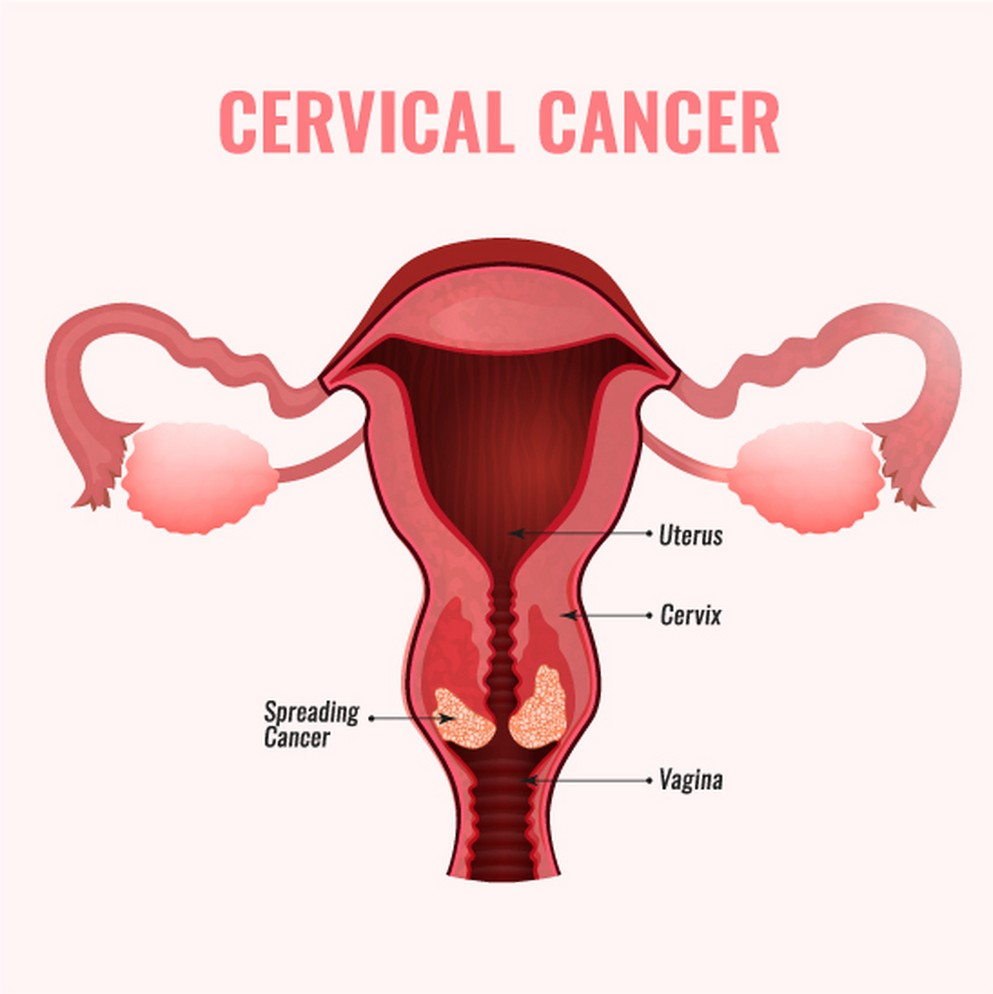 CERVICAL CANCER
Uterus
Cervix
Spreading
Cancer
Vagina